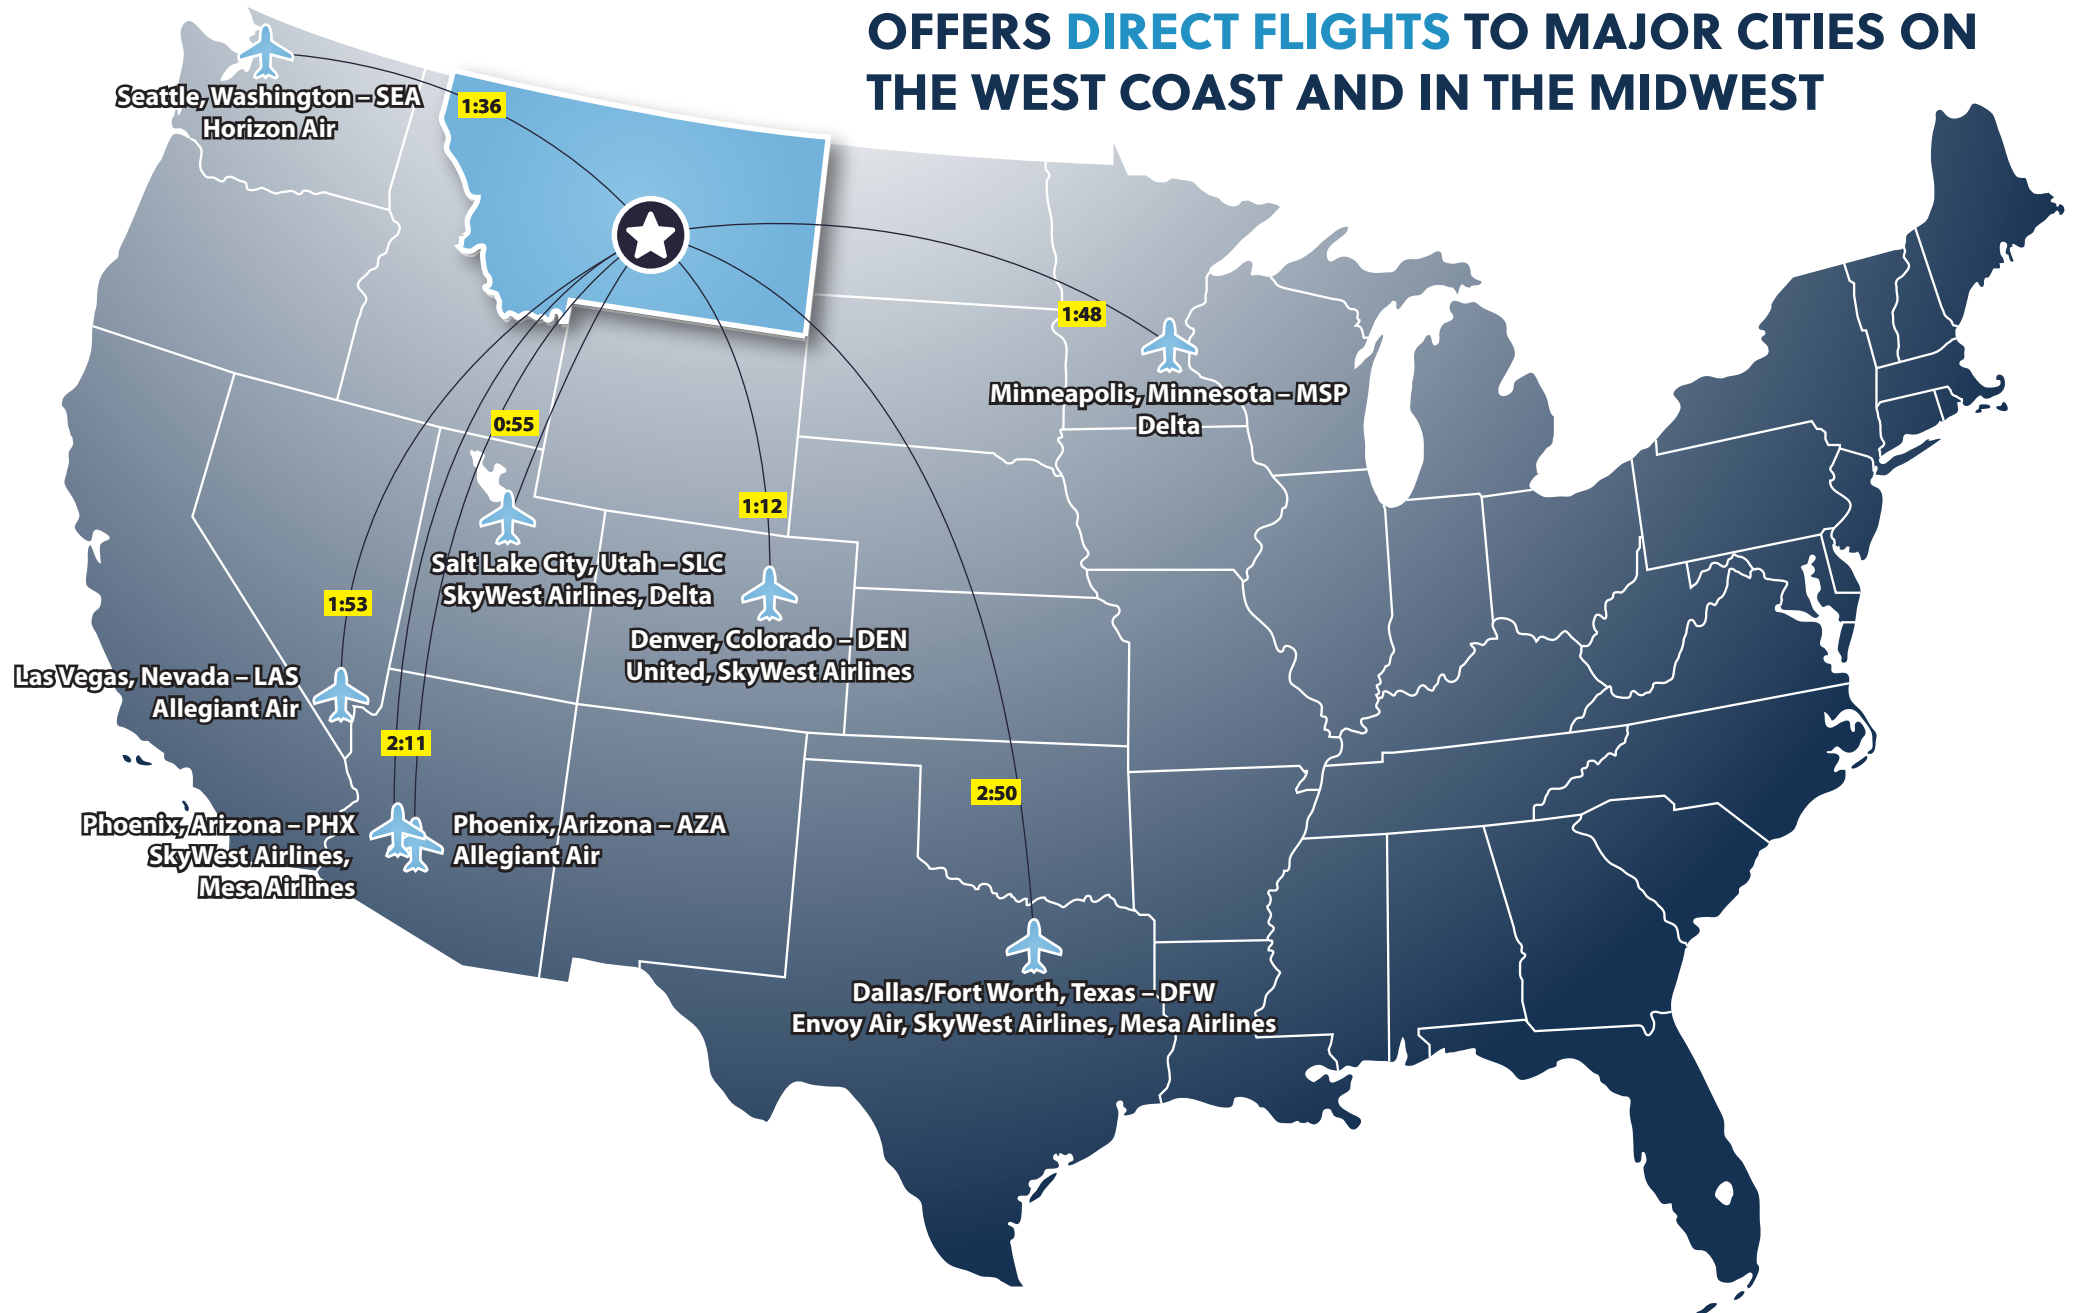 OFFERS DIRECT FLIGHTS TO MAJOR CITIES ON
THE WEST COAST AND IN THE MIDWEST
Seattle, Washington – SEA
Horizon Air
1:36
1:48
Minneapolis, Minnesota – MSP
Delta
0:55
Salt Lake City, Utah – SLC
SkyWest Airlines, Delta
1:12
Denver, Colorado – DEN
United, SkyWest Airlines
1:53
Las Vegas, Nevada – LAS
Allegiant Air
2:11
Phoenix, Arizona – PHX
SkyWest Airlines,
Mesa Airlines
Phoenix, Arizona – AZA
Allegiant Air
2:50
Dallas/Fort Worth, Texas – DFW
Envoy Air, SkyWest Airlines, Mesa Airlines